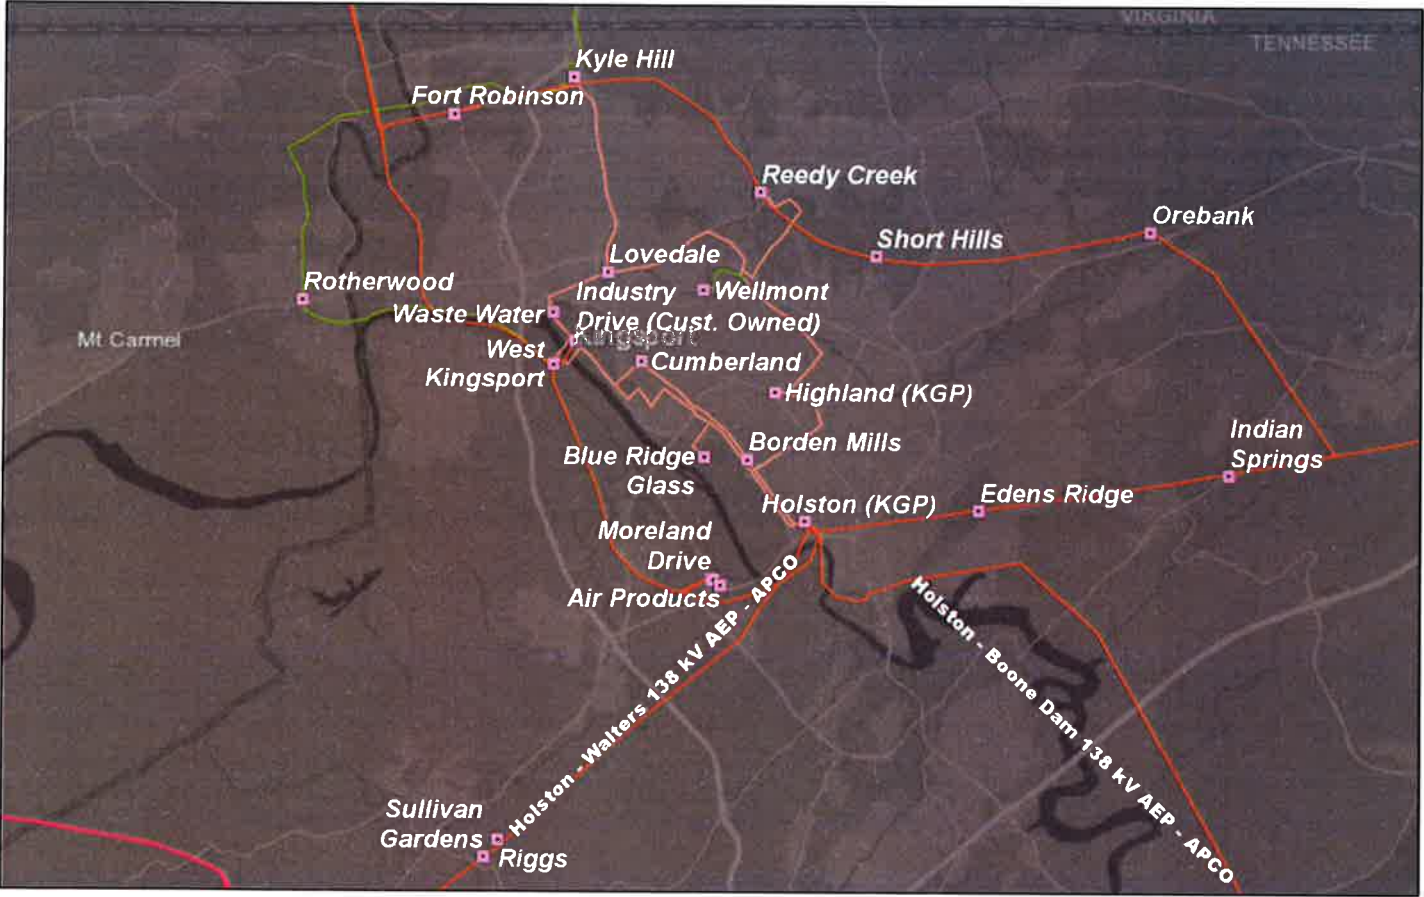 VIRGINIA
TENNESSEE
Kyle Hill
Fort Robinson
Reedy Creek
Orebank
Short Hills
Lovedale
Rotherwood
Industry
Drive (Cust. Owned)
Wellmont
Waste Water
Kingsport
Mt Carmel
West
Kingsport
Cumberland
Highland (KGP)
Borden Mills
Indian
Springs
Blue Ridge
Glass
Edens Ridge
Holston (KGP)
Moreland
Drive
Air Products
Holston - Walters 138 kV AEP - APCO
Holston - Boone Dam 138 kV AEP - APCO
Sullivan
Gardens
Riggs